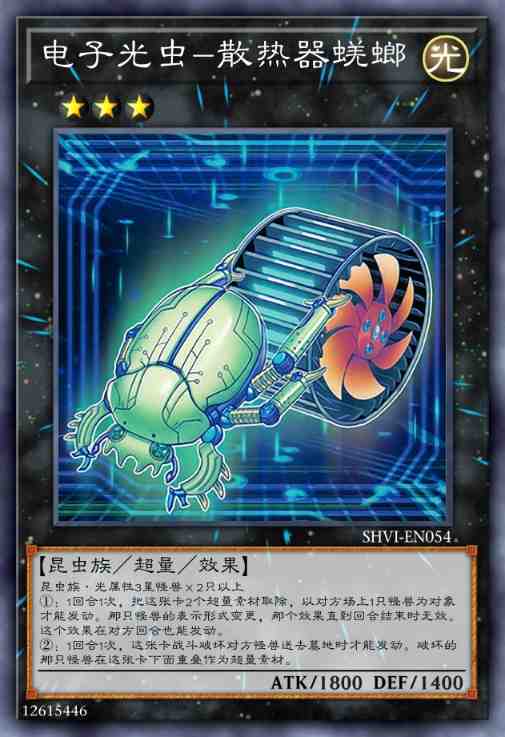 电子光虫-散热器蜣螂
光
SHVI-EN054
【昆虫族／超量／效果】
昆虫族·光属性3星怪兽×2只以上
①：1回合1次，把这张卡2个超量素材取除，以对方场上1只怪兽为对象
才能发动。那只怪兽的表示形式变更，那个效果直到回合结束时无效。
这个效果在对方回合也能发动。
②：1回合1次，这张卡战斗破坏对方怪兽送去墓地时才能发动。破坏的
那只怪兽在这张卡下面重叠作为超量素材。
ATK/1800 DEF/1400
12615446